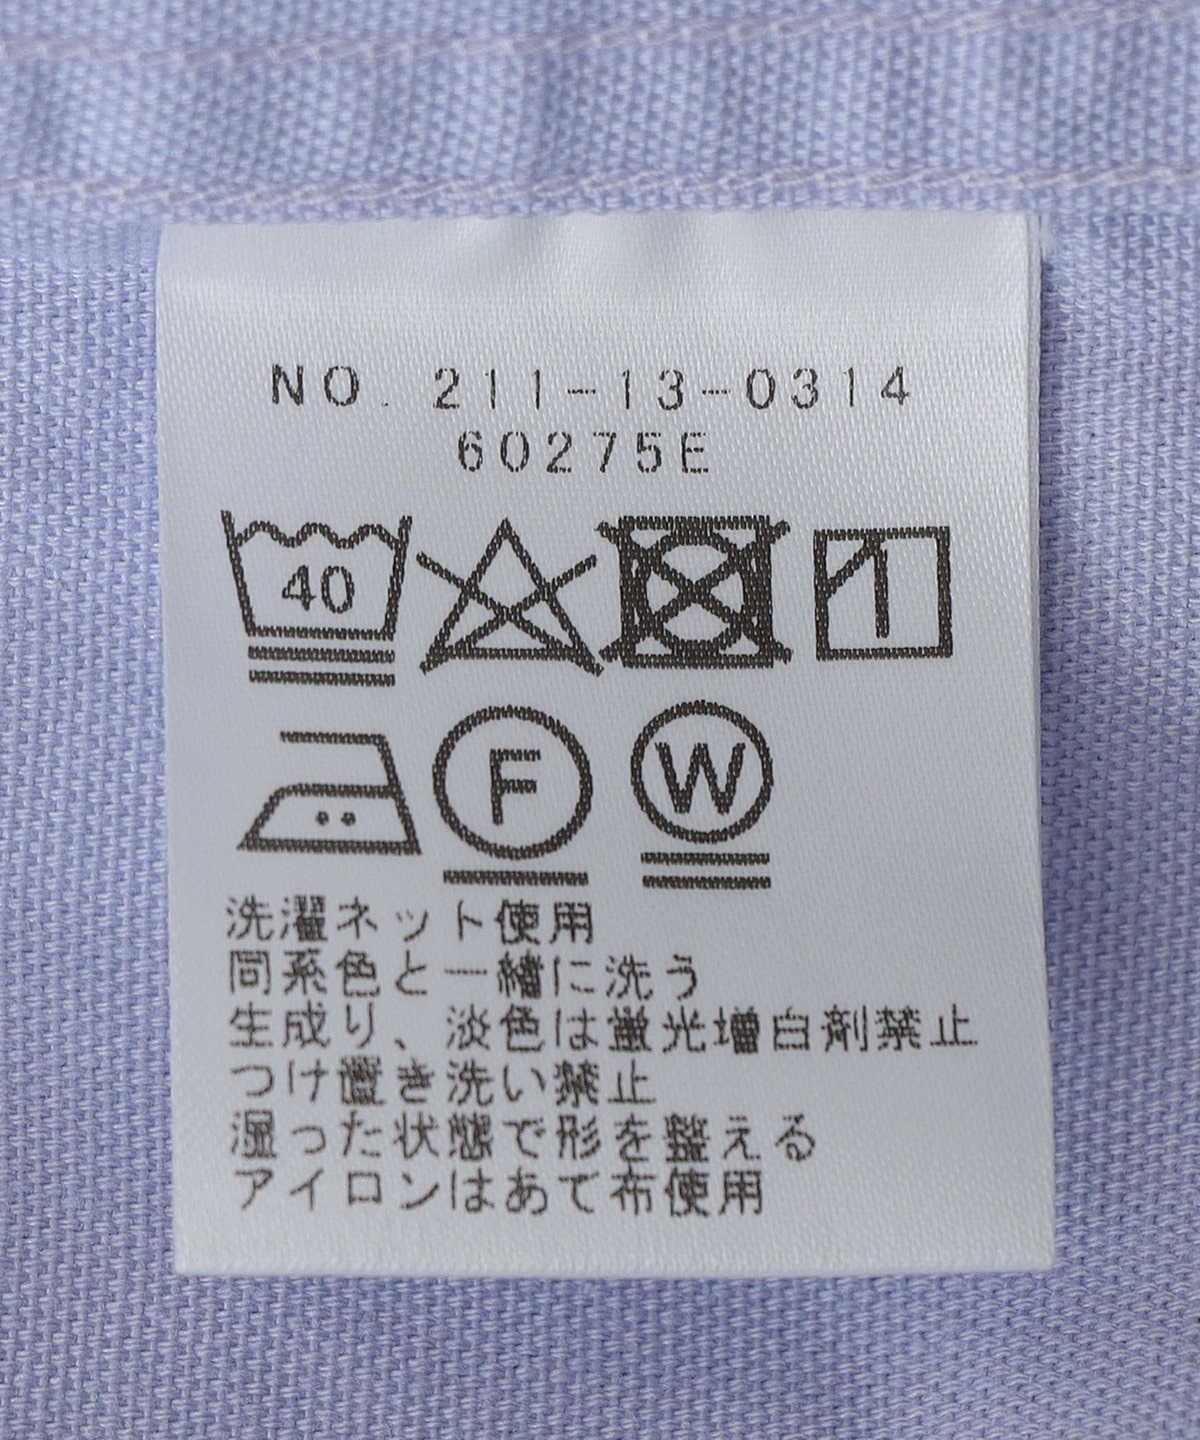 NO. 211-13-0314
60275E
40
F
W
洗濯ネット使用
同系色と一緒に洗う
生成り、淡色は蛍光増白剤禁止
つけ置き洗い禁止
湿った状態で形を整える
アイロンはあて布使用